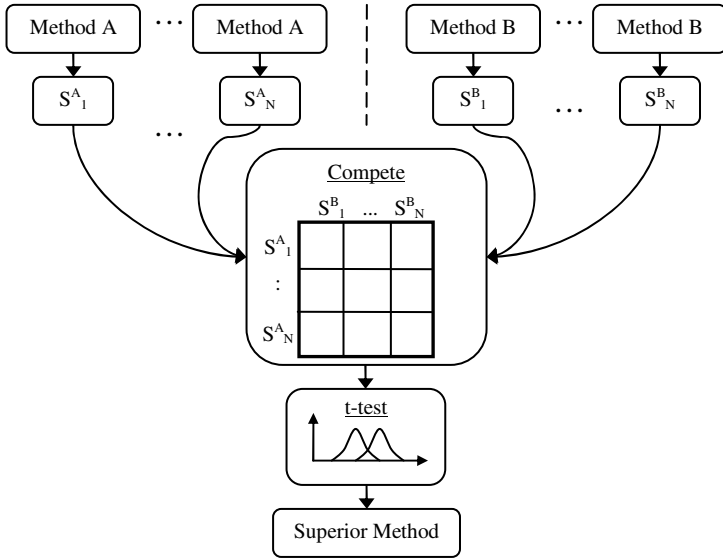 Method A ... Method A Method B ... Method B
S^A_1 ... S^A_N S^B_1 ... S^B_N
Compete
S^B_1 ... S^B_N
S^A_1
:
S^A_N
t-test
Superior Method